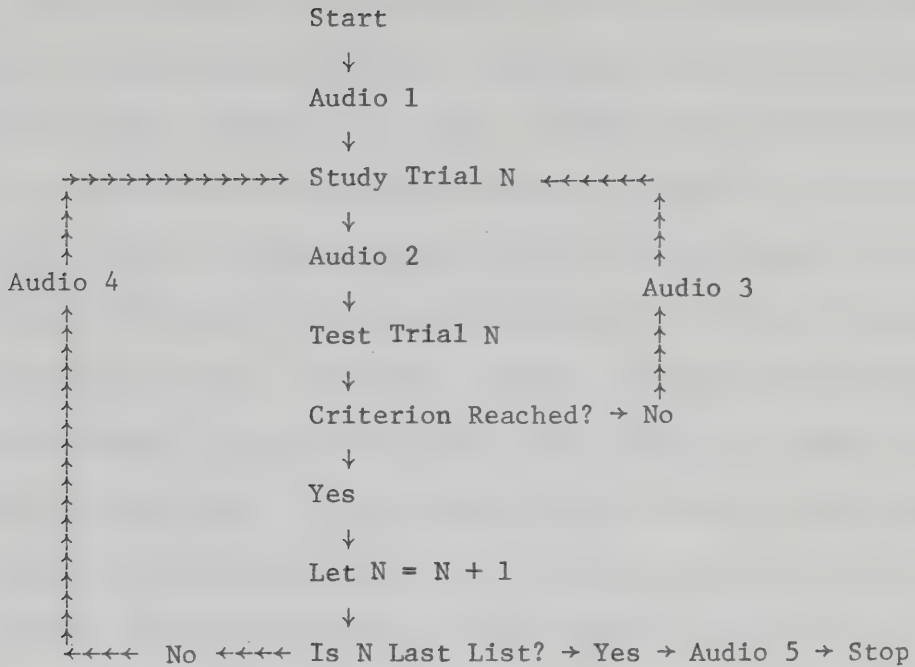 Start
↓
Audio 1
↓
→→→→→→→→→→→→ Study Trial N ←←←←←←
↓
Audio 2
Audio 4 Audio 3
↓
Test Trial N
↓
Criterion Reached? → No
↓
Yes
↓
Let N = N + 1
↓
←←←← No ←←←← Is N Last List? → Yes → Audio 5 → Stop